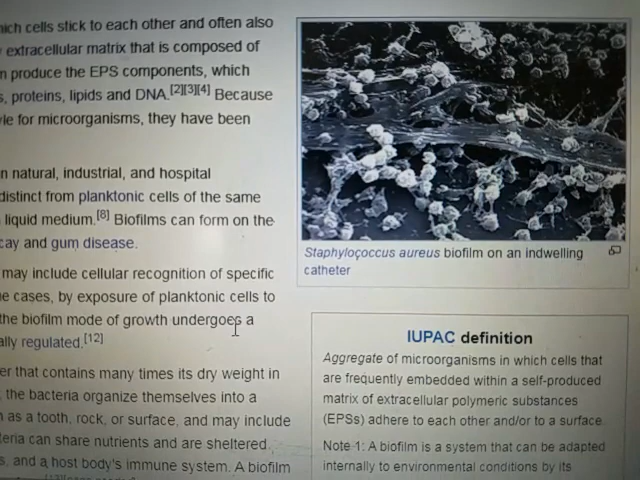 ich cells stick to each other and often also
extracellular matrix that is composed of
n produce the EPS components, which
s, proteins, lipids and DNA.[2][3][4] Because
le for microorganisms, they have been
n natural, industrial, and hospital
distinct from planktonic cells of the same
liquid medium.[8] Biofilms can form on the
cay and gum disease.
may include cellular recognition of specific
e cases, by exposure of planktonic cells to
the biofilm mode of growth undergoes a
ally regulated.[12]
er that contains many times its dry weight in
the bacteria organize themselves into a
as a tooth, rock, or surface, and may include
teria can share nutrients and are sheltered
s, and a host body's immune system. A biofilm
Staphylococcus aureus biofilm on an indwelling
catheter
IUPAC definition
Aggregate of microorganisms in which cells that
are frequently embedded within a self-produced
matrix of extracellular polymeric substances
(EPSs) adhere to each other and/or to a surface.
Note 1: A biofilm is a system that can be adapted
internally to environmental conditions by its